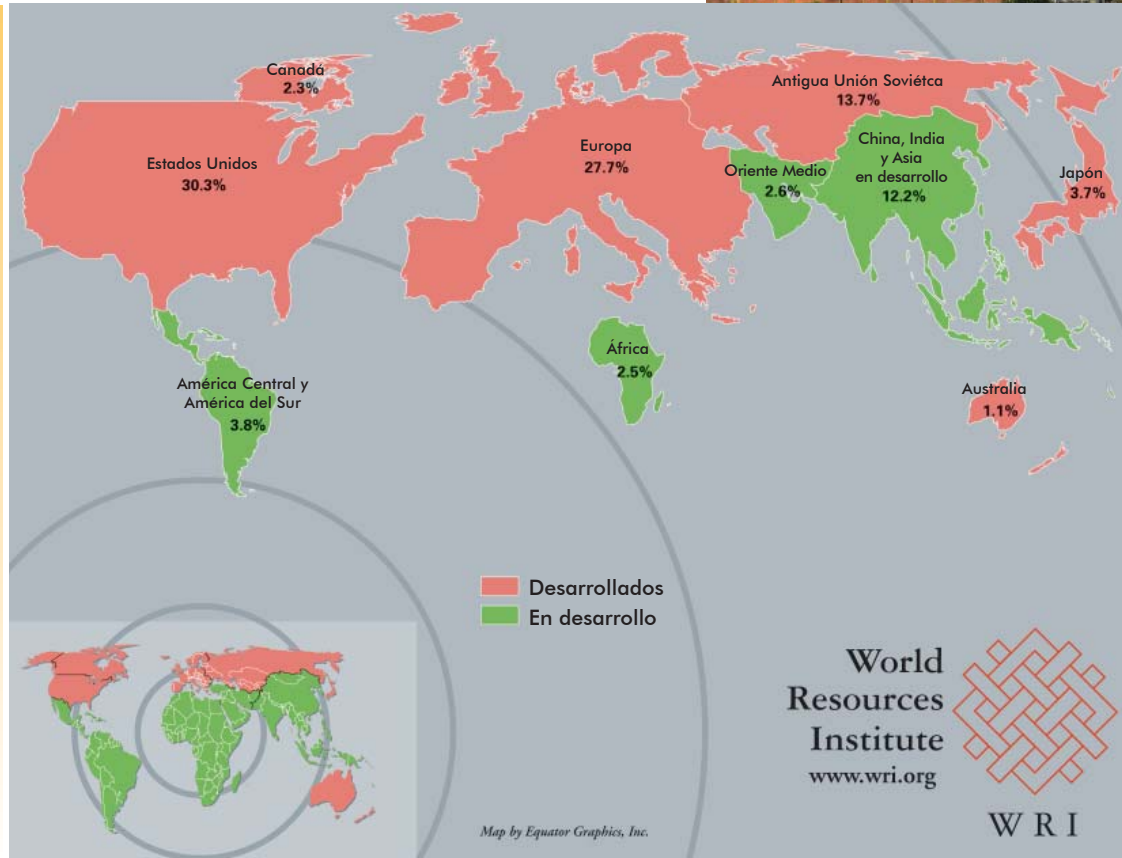 Canadá
2.3%
Estados Unidos
30.3%
Europa
27.7%
Antigua Unión Soviétca
13.7%
Oriente Medio
2.6%
China, India
y Asia
en desarrollo
12.2%
Japón
3.7%
América Central y
América del Sur
3.8%
África
2.5%
Australia
1.1%
Desarrollados
En desarrollo
World
Resources
Institute
www.wri.org
W R I
Map by Equator Graphics, Inc.